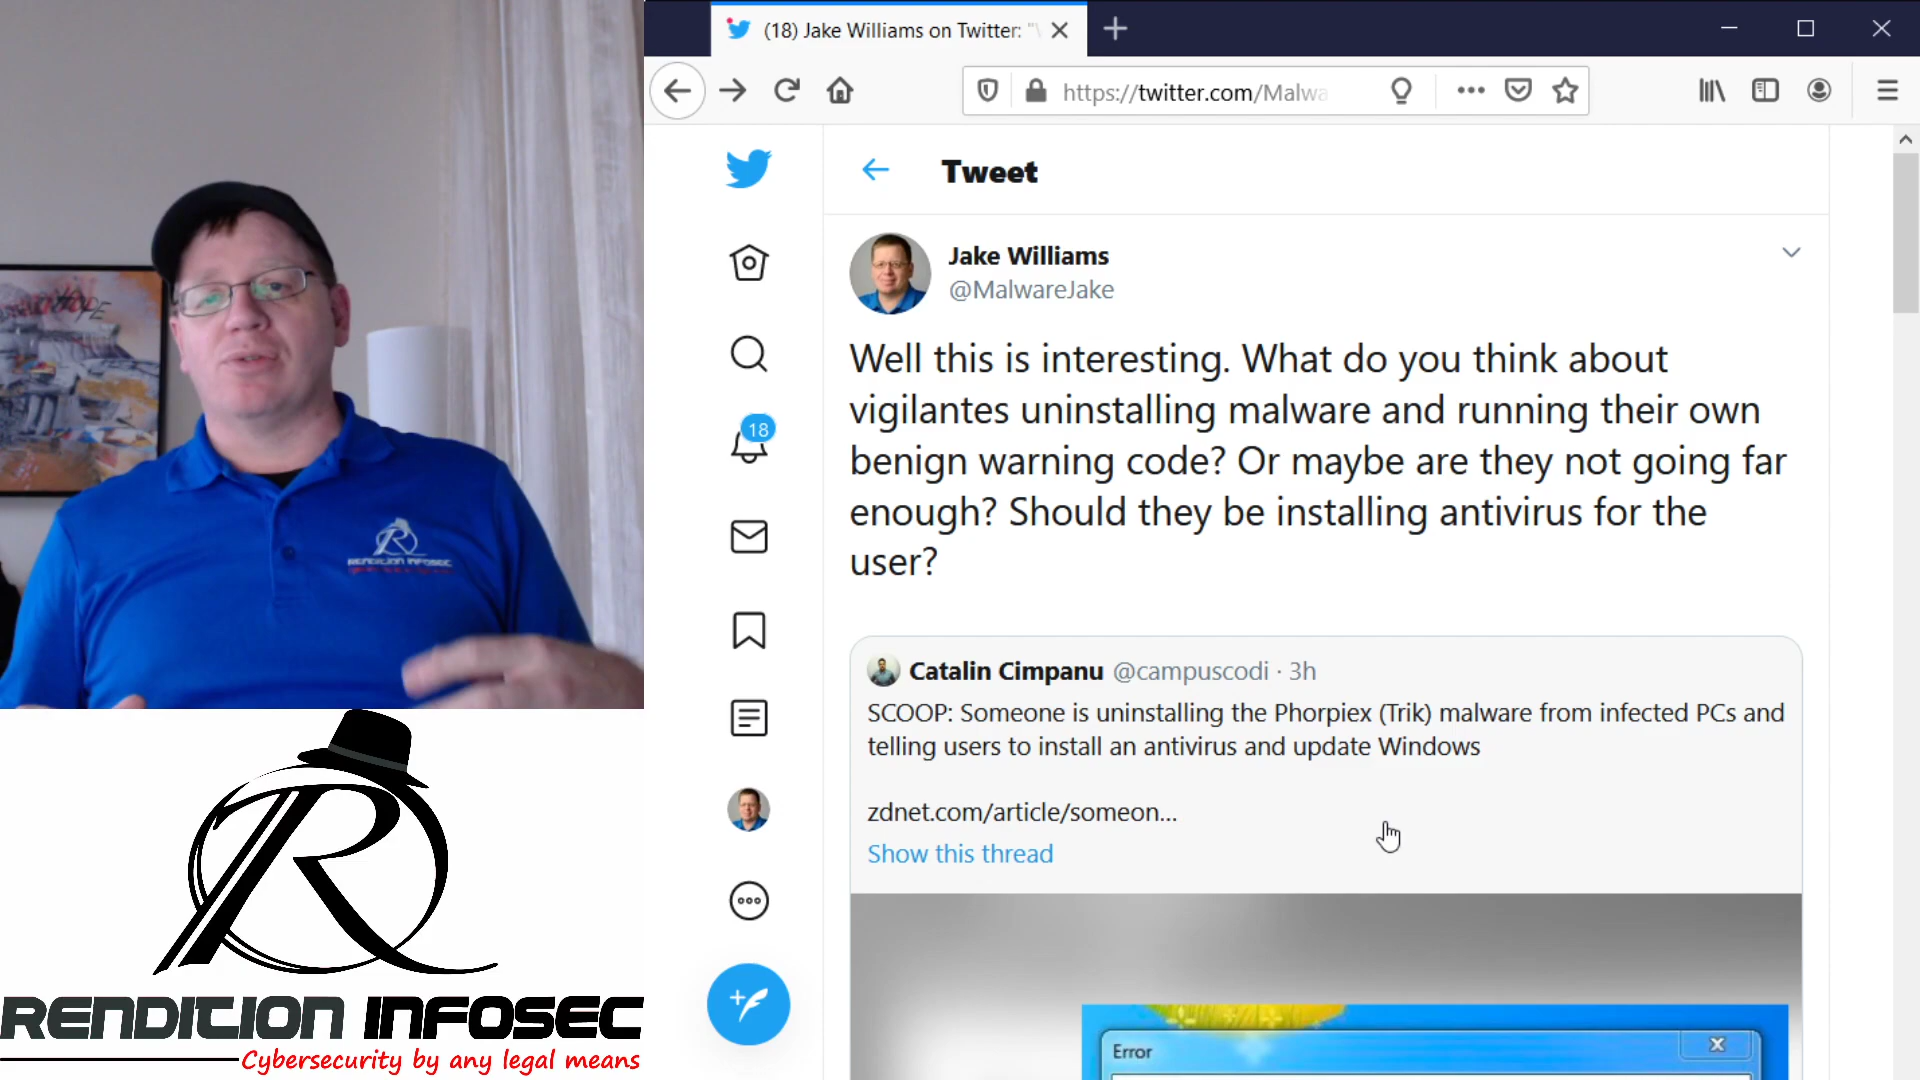 (18) Jake Williams on Twitter: "
https://twitter.com/Malwa
Tweet
Jake Williams
@MalwareJake
Well this is interesting. What do you think about
vigilantes uninstalling malware and running their own
benign warning code? Or maybe are they not going far
enough? Should they be installing antivirus for the
user?
18
Catalin Cimpanu @campuscodi · 3h
SCOOP: Someone is uninstalling the Phorpiex (Trik) malware from infected PCs and
telling users to install an antivirus and update Windows
zdnet.com/article/someon...
Show this thread
Error
RENDITION INFOSEC
R
RENDITION INFOSEC
Cybersecurity by any legal means